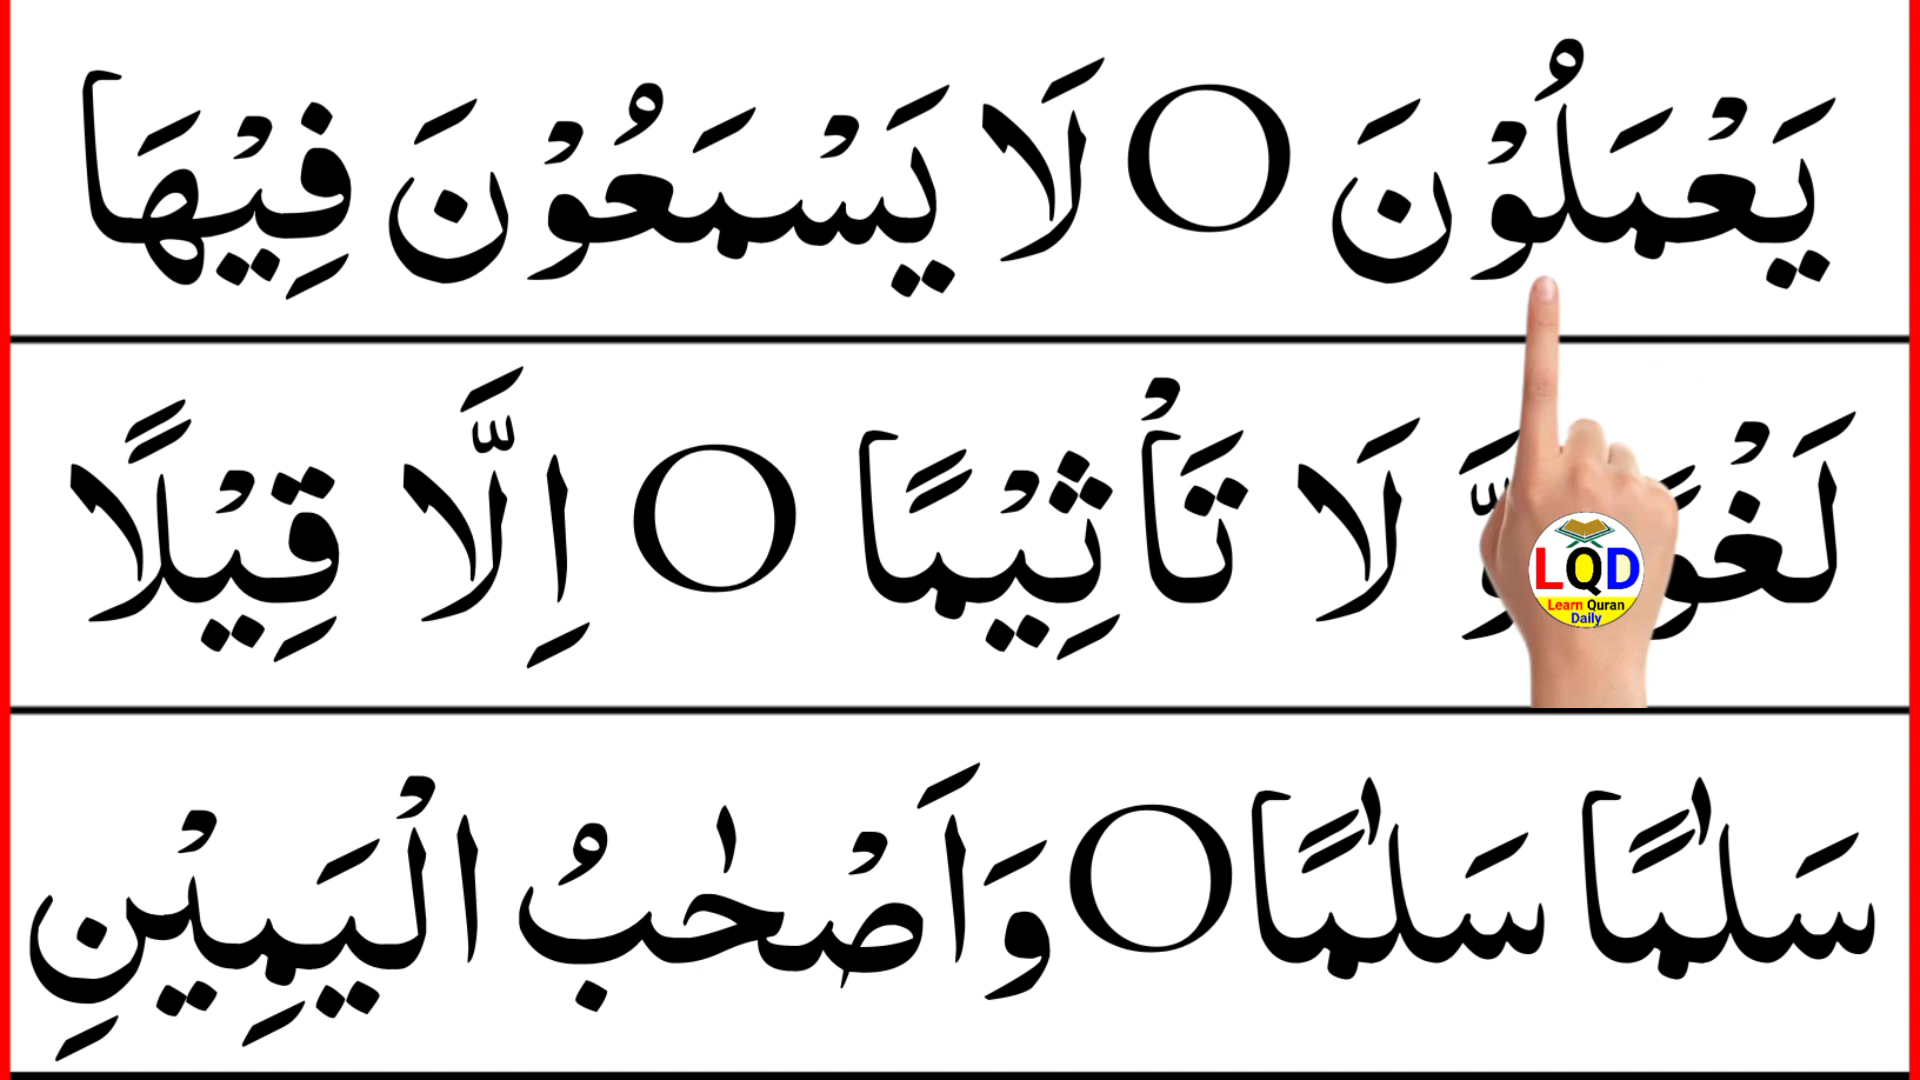 يَعْمَلُوْنَ ○ لَا يَسْمَعُوْنَ فِيْهَا
لَغْوًا وَّ لَا تَاْثِيْمًا ○ اِلَّا قِيْلًا
سَلٰمًا سَلٰمًا ○ وَاَصْحٰبُ الْيَمِيْنِ
LQD
Learn Quran
Daily